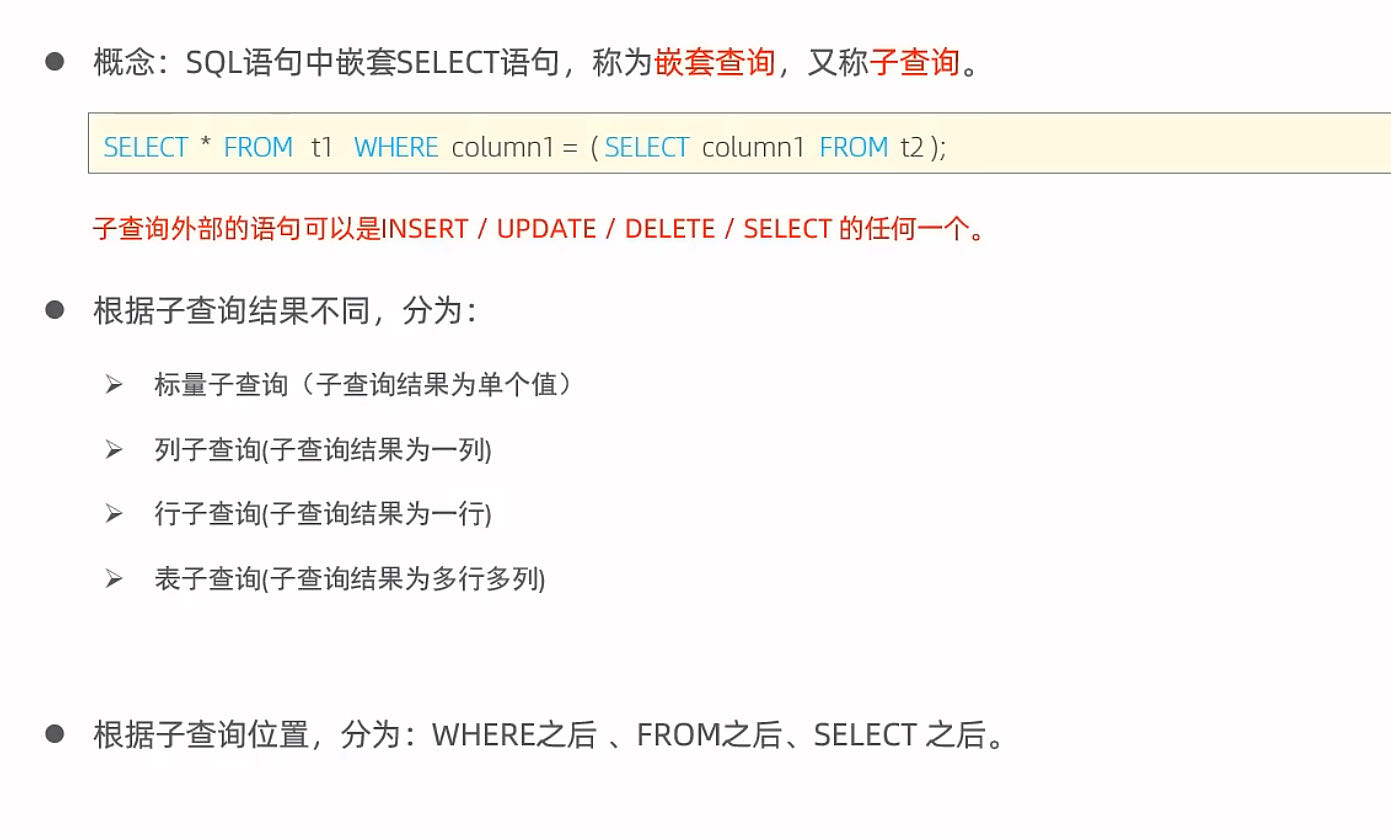 概念：SQL语句中嵌套SELECT语句，称为嵌套查询，又称子查询。
SELECT * FROM t1 WHERE column1 = ( SELECT column1 FROM t2 );
子查询外部的语句可以是INSERT / UPDATE / DELETE / SELECT 的任何一个。
根据子查询结果不同，分为：
标量子查询（子查询结果为单个值）
列子查询(子查询结果为一列)
行子查询(子查询结果为一行)
表子查询(子查询结果为多行多列)
根据子查询位置，分为：WHERE之后 、FROM之后、SELECT 之后。